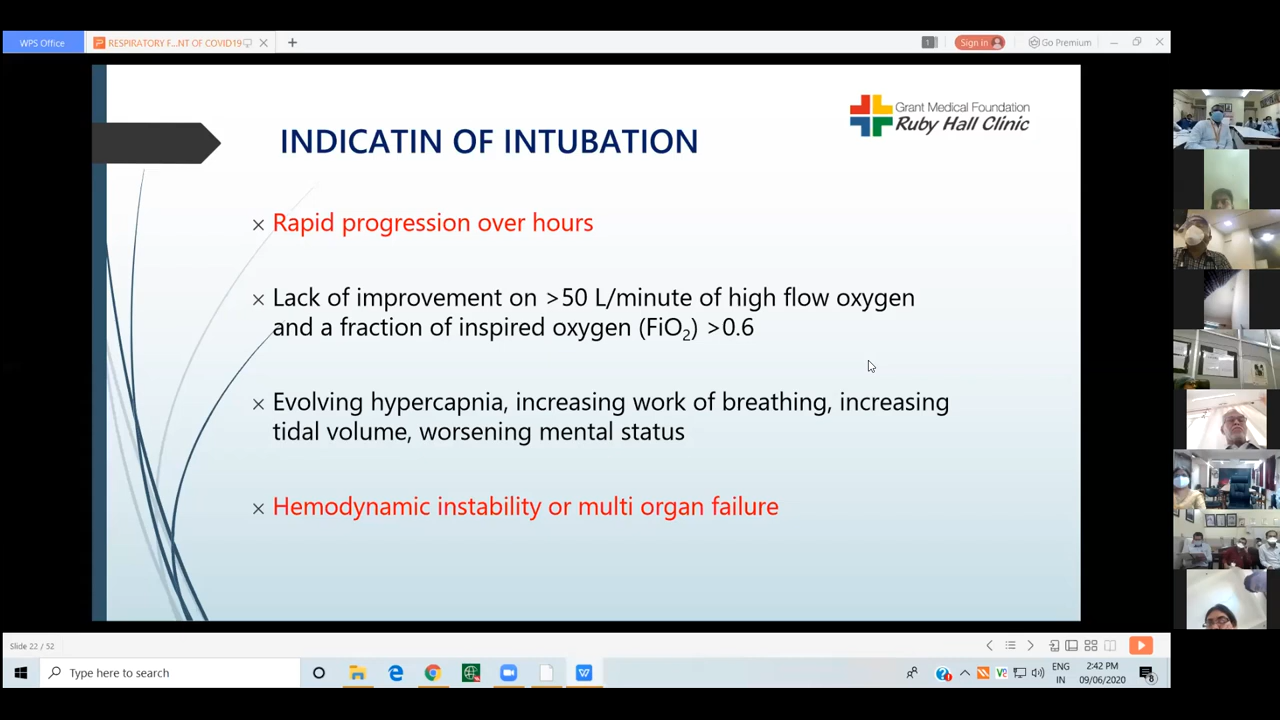 WPS Office
RESPIRATORY F...NT OF COVID19
1
Sign in
Go Premium
Grant Medical Foundation
Ruby Hall Clinic
INDICATIN OF INTUBATION
Rapid progression over hours
Lack of improvement on >50 L/minute of high flow oxygen
and a fraction of inspired oxygen (FiO₂) >0.6
Evolving hypercapnia, increasing work of breathing, increasing
tidal volume, worsening mental status
Hemodynamic instability or multi organ failure
Slide 22 / 52
Type here to search
ENG
IN
2:42 PM
09/06/2020
8